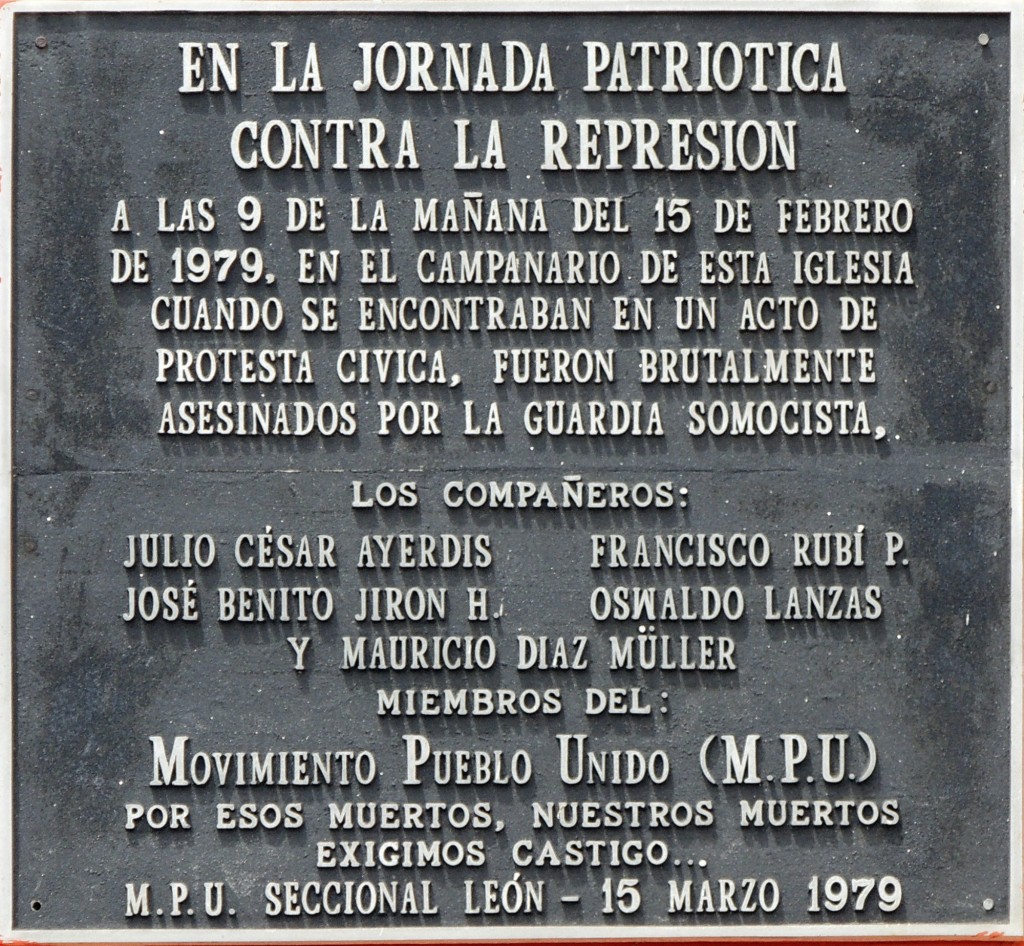 EN LA JORNADA PATRIOTICA
CONTRA LA REPRESION
A LAS 9 DE LA MAÑANA DEL 15 DE FEBRERO
DE 1979, EN EL CAMPANARIO DE ESTA IGLESIA
CUANDO SE ENCONTRABAN EN UN ACTO DE
PROTESTA CIVICA, FUERON BRUTALMENTE
ASESINADOS POR LA GUARDIA SOMOCISTA,
LOS COMPAÑEROS:
JULIO CÉSAR AYERDIS FRANCISCO RUBÍ P.
JOSÉ BENITO JIRON H. OSWALDO LANZAS
Y MAURICIO DIAZ MÜLLER
MIEMBROS DEL:
MOVIMIENTO PUEBLO UNIDO (M.P.U.)
POR ESOS MUERTOS, NUESTROS MUERTOS
EXIGIMOS CASTIGO...
M.P.U. SECCIONAL LEÓN - 15 MARZO 1979